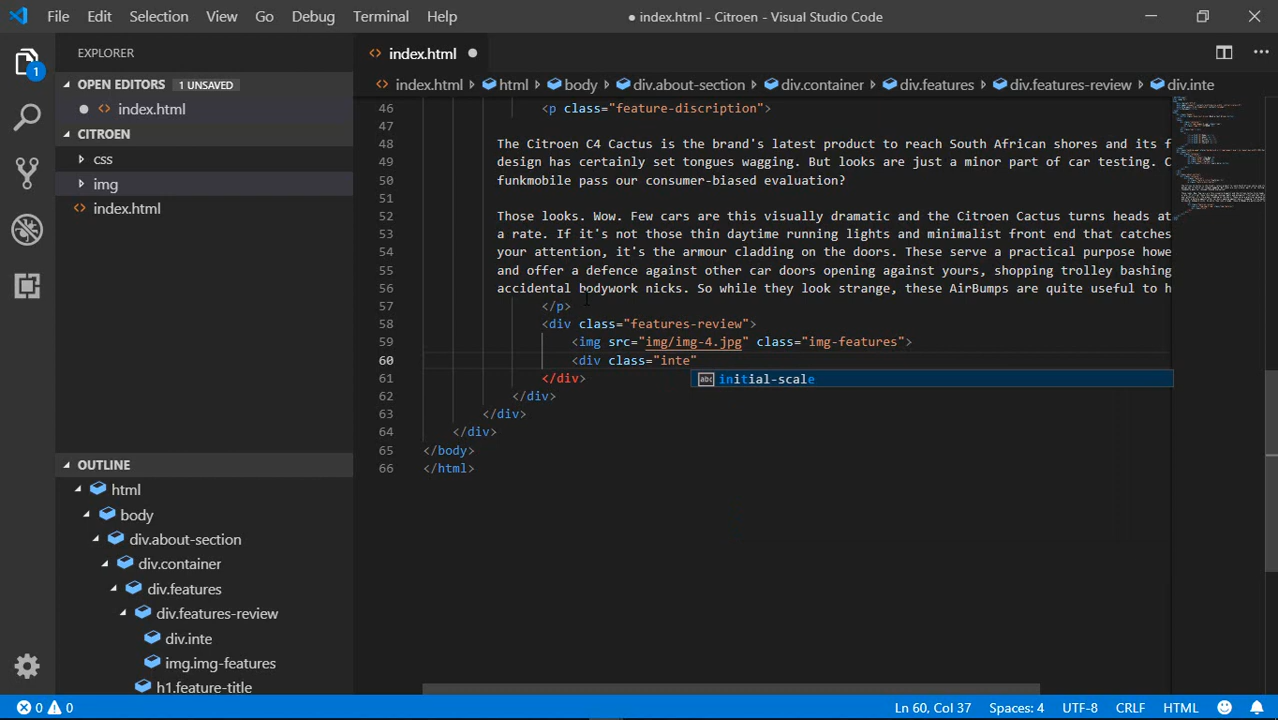 File Edit Selection View Go Debug Terminal Help ● index.html - Citroen - Visual Studio Code
EXPLORER
OPEN EDITORS 1 UNSAVED
index.html
CITROEN
css
img
index.html
1
OUTLINE
html
body
div.about-section
div.container
div.features
div.features-review
div.inte
img.img-features
h1.feature-title
index.html
index.html > html > body > div.about-section > div.container > div.features > div.features-review > div.inte
46 <p class="feature-discription">
47
48 The Citroen C4 Cactus is the brand's latest product to reach South African shores and its f
49 design has certainly set tongues wagging. But looks are just a minor part of car testing. C
50 funkmobile pass our consumer-biased evaluation?
51
52 Those looks. Wow. Few cars are this visually dramatic and the Citroen Cactus turns heads at
53 a rate. If it's not those thin daytime running lights and minimalist front end that catches
54 your attention, it's the armour cladding on the doors. These serve a practical purpose howe
55 and offer a defence against other car doors opening against yours, shopping trolley bashing
56 accidental bodywork nicks. So while they look strange, these AirBumps are quite useful to h
57 </p>
58 <div class="features-review">
59 <img src="img/img-4.jpg" class="img-features">
60 <div class="inte"
61 </div>
abc initial-scale
62 </div>
63 </div>
64 </div>
65 </body>
66 </html>
0 0 Ln 60, Col 37 Spaces: 4 UTF-8 CRLF HTML